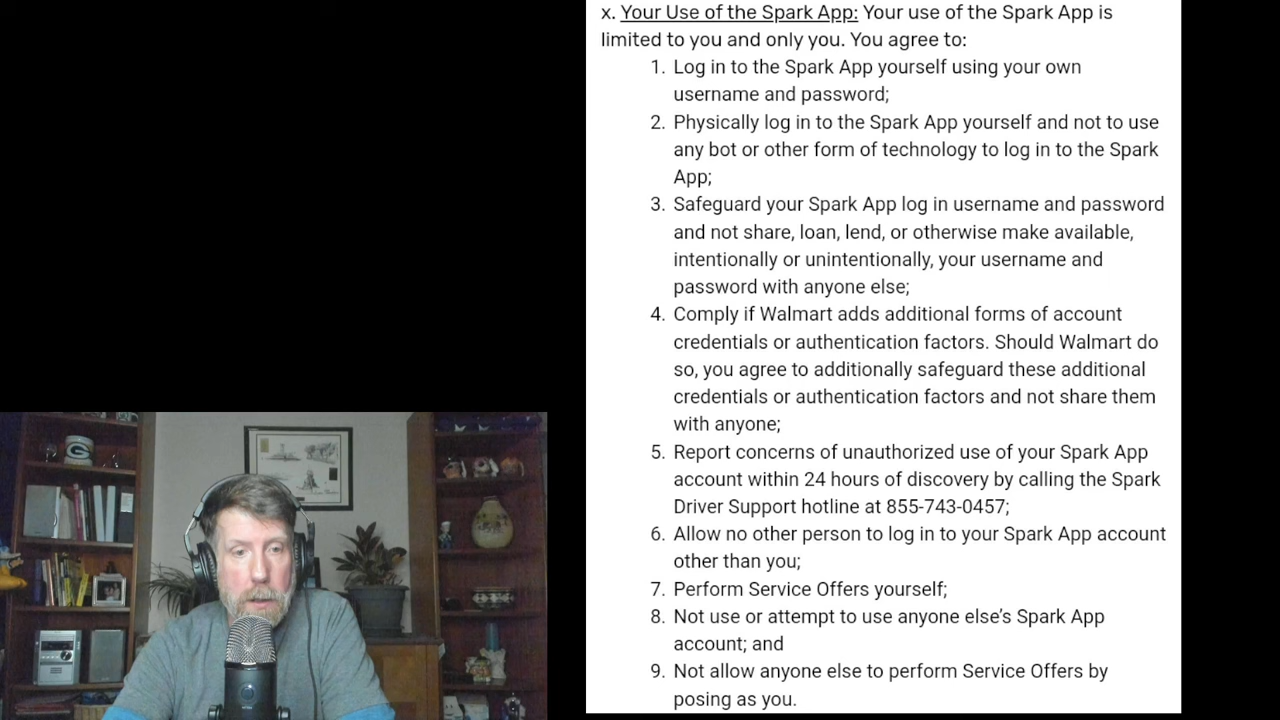 x. Your Use of the Spark App: Your use of the Spark App is
limited to you and only you. You agree to:
1. Log in to the Spark App yourself using your own
username and password;
2. Physically log in to the Spark App yourself and not to use
any bot or other form of technology to log in to the Spark
App;
3. Safeguard your Spark App log in username and password
and not share, loan, lend, or otherwise make available,
intentionally or unintentionally, your username and
password with anyone else;
4. Comply if Walmart adds additional forms of account
credentials or authentication factors. Should Walmart do
so, you agree to additionally safeguard these additional
credentials or authentication factors and not share them
with anyone;
5. Report concerns of unauthorized use of your Spark App
account within 24 hours of discovery by calling the Spark
Driver Support hotline at 855-743-0457;
6. Allow no other person to log in to your Spark App account
other than you;
7. Perform Service Offers yourself;
8. Not use or attempt to use anyone else's Spark App
account; and
9. Not allow anyone else to perform Service Offers by
posing as you.